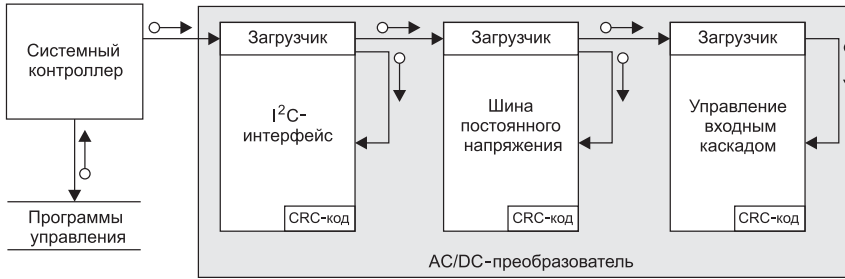 Системный
контроллер
Программы
управления
Загрузчик
I²C-
интерфейс
CRC-код
Загрузчик
Шина
постоянного
напряжения
CRC-код
Загрузчик
Управление
входным
каскадом
CRC-код
AC/DC-преобразователь